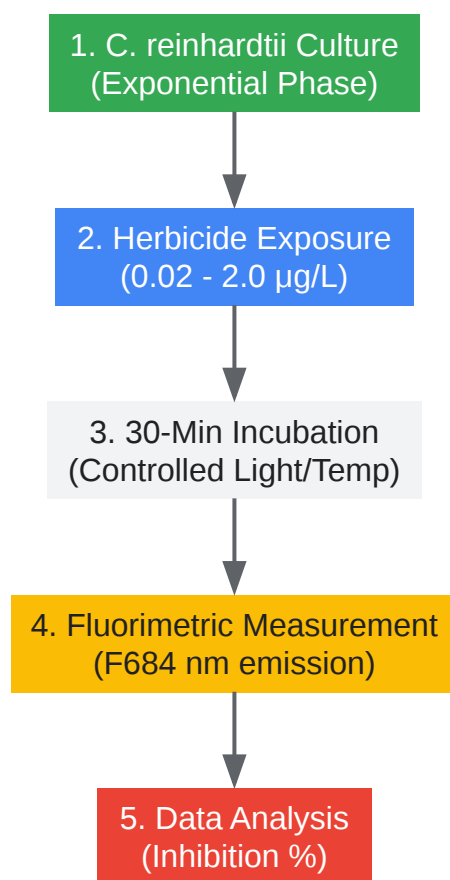 1. C. reinhardtii Culture
(Exponential Phase)
2. Herbicide Exposure
(0.02 - 2.0 μg/L)
3. 30-Min Incubation
(Controlled Light/Temp)
4. Fluorimetric Measurement
(F684 nm emission)
5. Data Analysis
(Inhibition %)